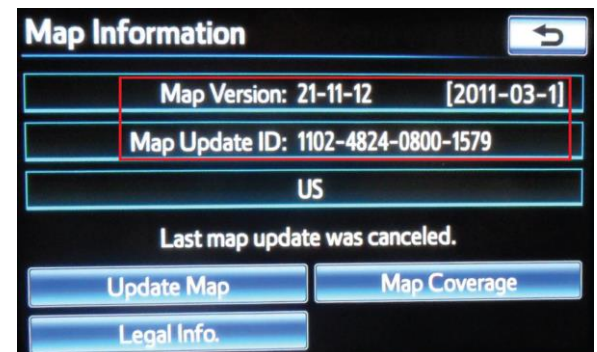 Map Information
Map Version: 21-11-12 [2011-03-1]
Map Update ID: 1102-4824-0800-1579
US
Last map update was canceled.
Update Map Map Coverage
Legal Info.